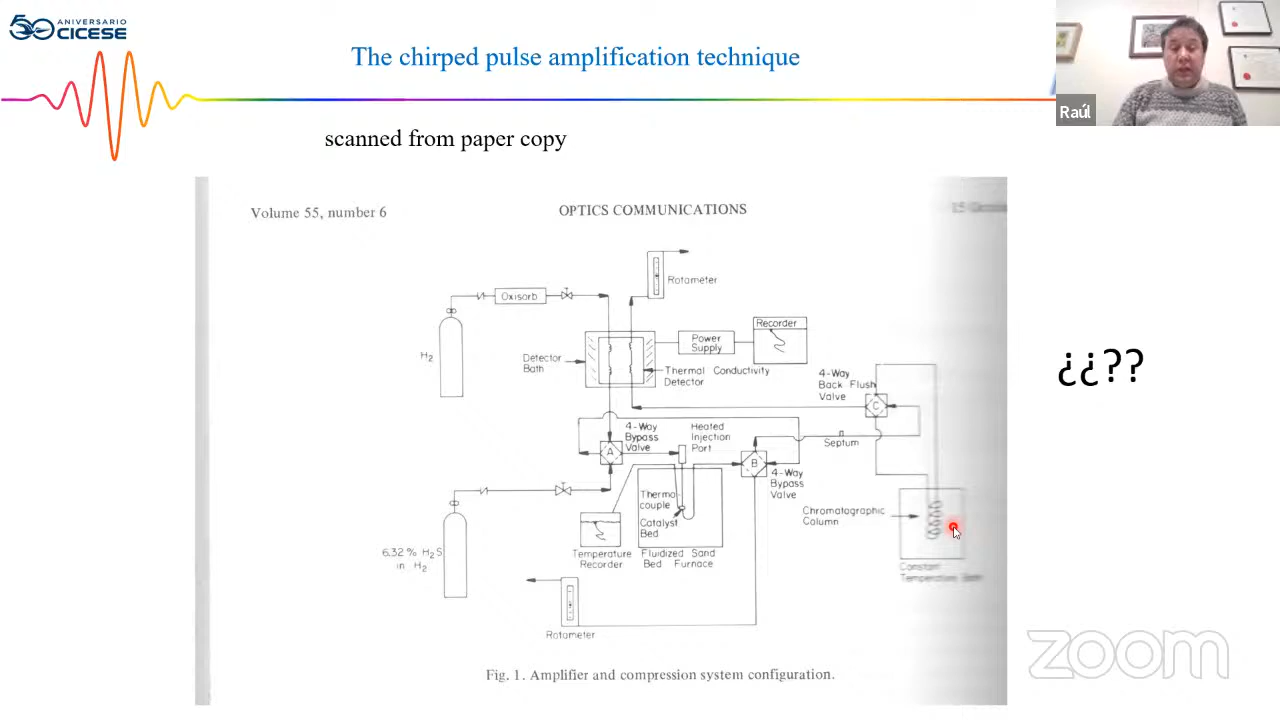 50 ANIVERSARIO
CICESE
The chirped pulse amplification technique
Raúl
scanned from paper copy
Volume 55, number 6
OPTICS COMMUNICATIONS
Rotameter
Oxisorb
H2
Detector
Bath
Power
Supply
Recorder
Thermal Conductivity
Detector
4-Way
Back Flush
Valve
C
¿¿??
4-Way
Bypass
Valve
A
Heated
Injection
Port
Septum
B
4-Way
Bypass
Valve
Thermo
couple
Catalyst
Bed
Chromatographic
Column
6.32 % H2S
in H2
Temperature
Recorder
Fluidized Sand
Bed Furnace
Constant
Temperature Bath
Rotameter
zoom
Fig. 1. Amplifier and compression system configuration.